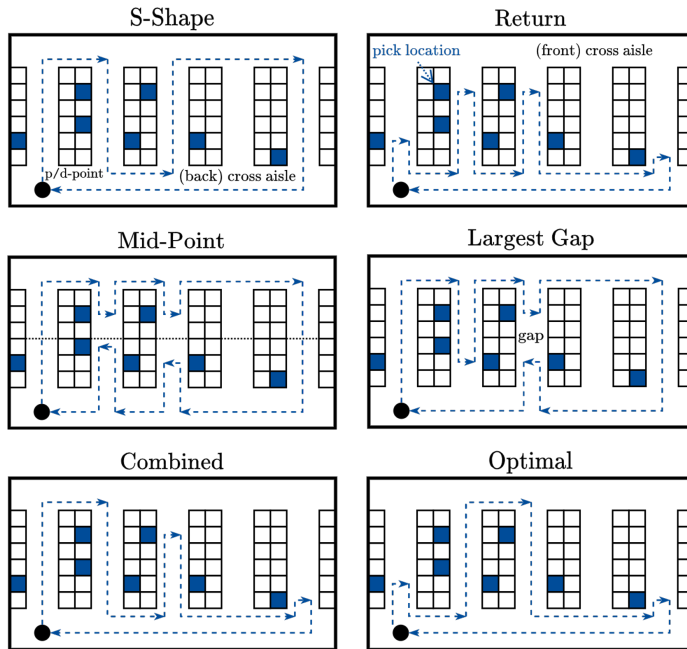 S-Shape
Return
pick location
(front) cross aisle
p/d-point
(back) cross aisle
Mid-Point
Largest Gap
gap
Combined
Optimal